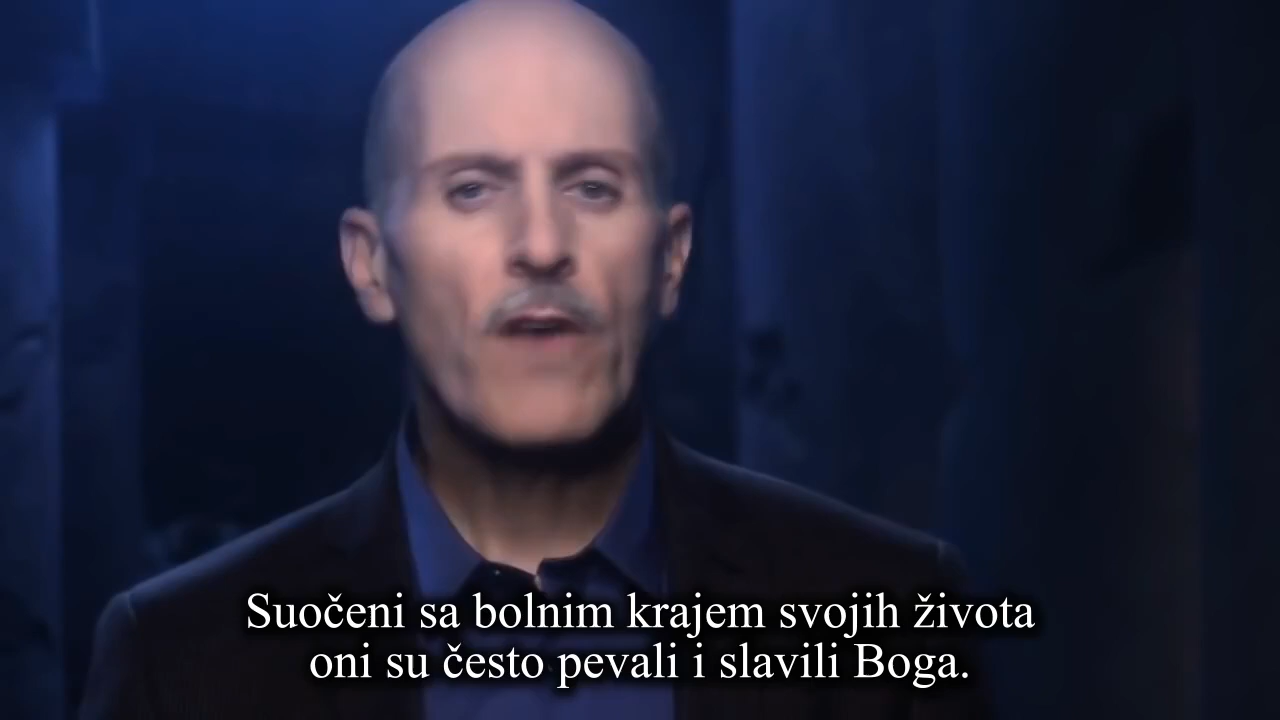 Suočeni sa bolnim krajem svojih života
oni su često pevali i slavili Boga.